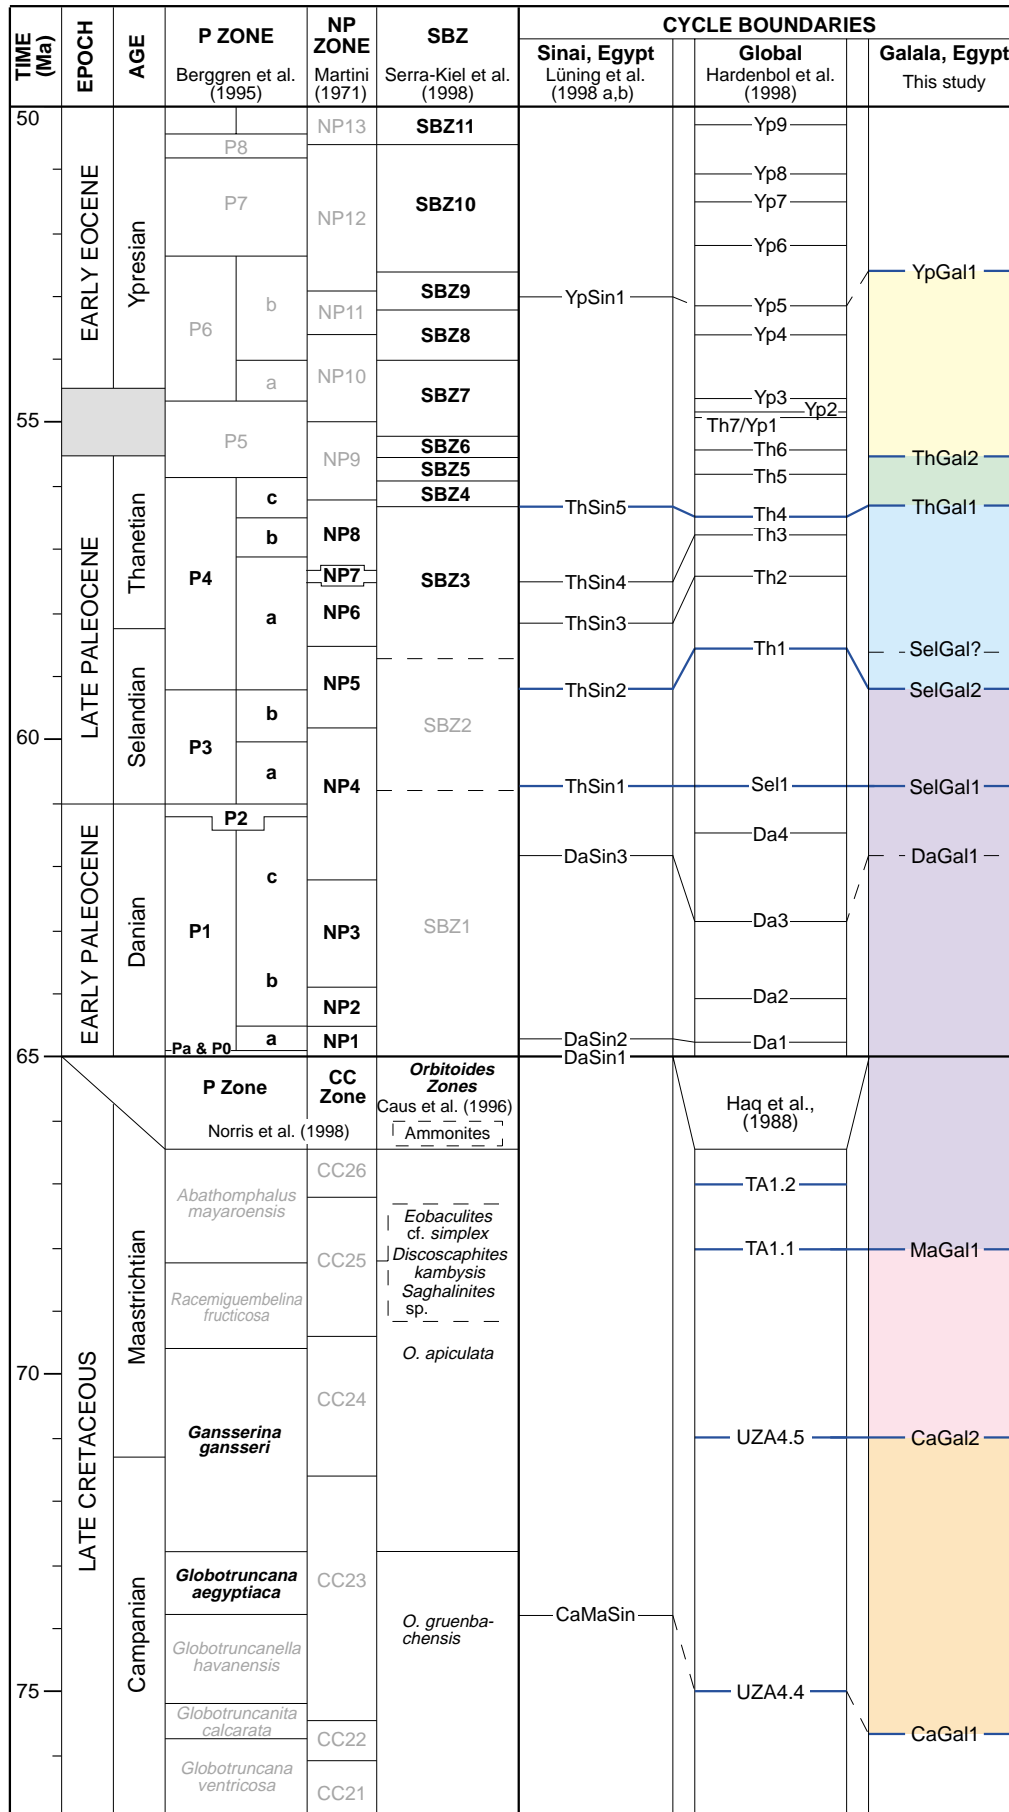 TIME
(Ma)
EPOCH
AGE
P ZONE
Berggren et al.
(1995)
NP
ZONE
Martini
(1971)
SBZ
Serra-Kiel et al.
(1998)
CYCLE BOUNDARIES
Sinai, Egypt
Lüning et al.
(1998 a,b)
Global
Hardenbol et al.
(1998)
Galala, Egypt
This study
50
55
60
65
70
75
EARLY EOCENE
LATE PALEOCENE
EARLY PALEOCENE
LATE CRETACEOUS
Ypresian
Thanetian
Selandian
Danian
Maastrichtian
Campanian
P8
P7
P6
b
a
P5
P4
c
b
a
P3
b
a
P2
P1
c
b
a
Pa & P0
NP13
NP12
NP11
NP10
NP9
NP8
NP7
NP6
NP5
NP4
NP3
NP2
NP1
SBZ11
SBZ10
SBZ9
SBZ8
SBZ7
SBZ6
SBZ5
SBZ4
SBZ3
SBZ2
SBZ1
YpSin1
ThSin5
ThSin4
ThSin3
ThSin2
ThSin1
DaSin3
DaSin2
DaSin1
CaMaSin
Yp9
Yp8
Yp7
Yp6
Yp5
Yp4
Yp3
Yp2
Th7/Yp1
Th6
Th5
Th4
Th3
Th2
Th1
Sel1
Da4
Da3
Da2
Da1
Haq et al.,
(1988)
TA1.2
TA1.1
UZA4.5
UZA4.4
YpGal1
ThGal2
ThGal1
SelGal?
SelGal2
SelGal1
DaGal1
MaGal1
CaGal2
CaGal1
P Zone
CC
Zone
Norris et al. (1998)
Orbitoides
Zones
Caus et al. (1996)
Ammonites
Abathomphalus
mayaroensis
Racemiguembelina
fructicosa
Gansserina
gansseri
Globotruncana
aegyptiaca
Globotruncanella
havanensis
Globotruncanita
calcarata
Globotruncana
ventricosa
CC26
CC25
CC24
CC23
CC22
CC21
Eobaculites
cf. simplex
Discoscaphites
kambysis
Saghalinites
sp.
O. apiculata
O. gruenba-
chensis